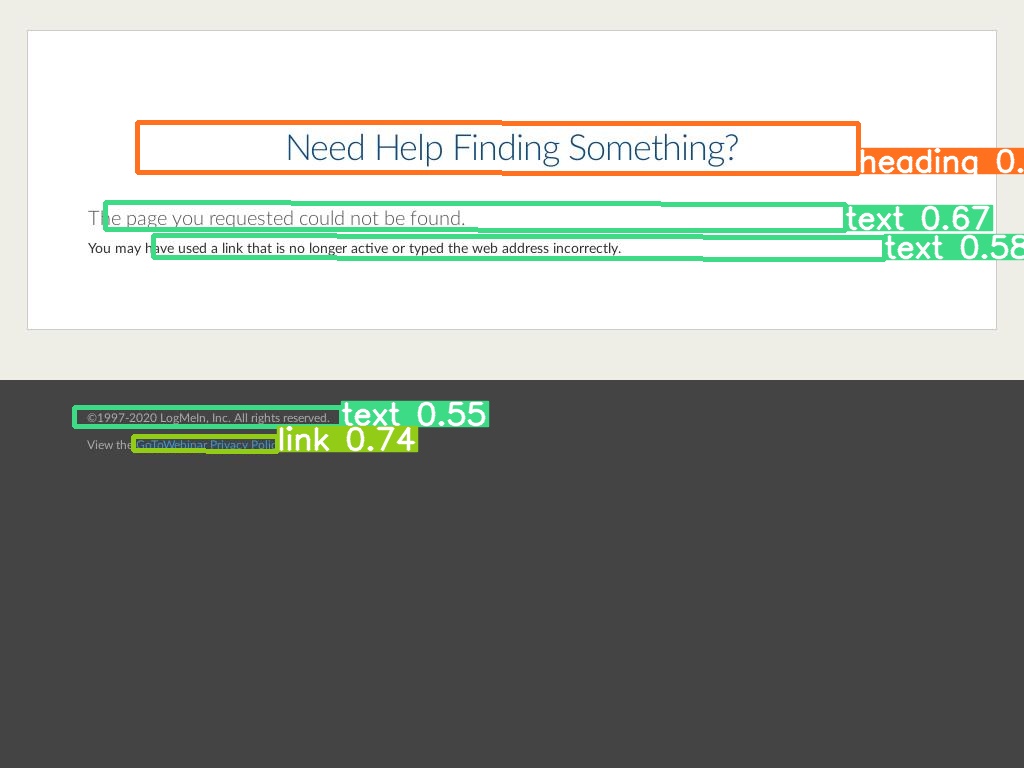 Need Help Finding Something?
heading 0.
The page you requested could not be found.
text 0.67
You may have used a link that is no longer active or typed the web address incorrectly.
text 0.58
©1997-2020 LogMeIn, Inc. All rights reserved.
text 0.55
View the GoToWebinar Privacy Polic
link 0.74